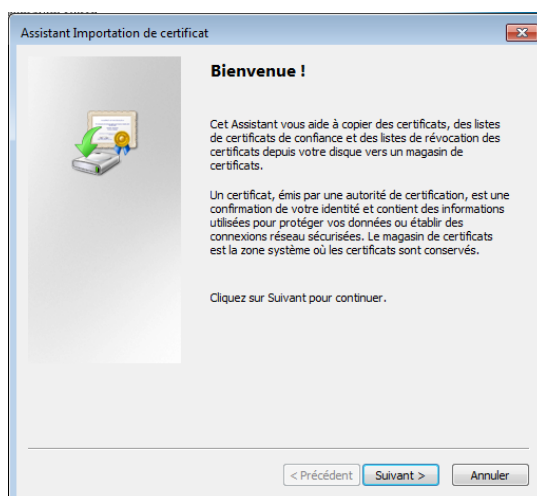 Assistant Importation de certificat
Bienvenue !
Cet Assistant vous aide à copier des certificats, des listes
de certificats de confiance et des listes de révocation des
certificats depuis votre disque vers un magasin de
certificats.
Un certificat, émis par une autorité de certification, est une
confirmation de votre identité et contient des informations
utilisées pour protéger vos données ou établir des
connexions réseau sécurisées. Le magasin de certificats
est la zone système où les certificats sont conservés.
Cliquez sur Suivant pour continuer.
< Précédent Suivant > Annuler